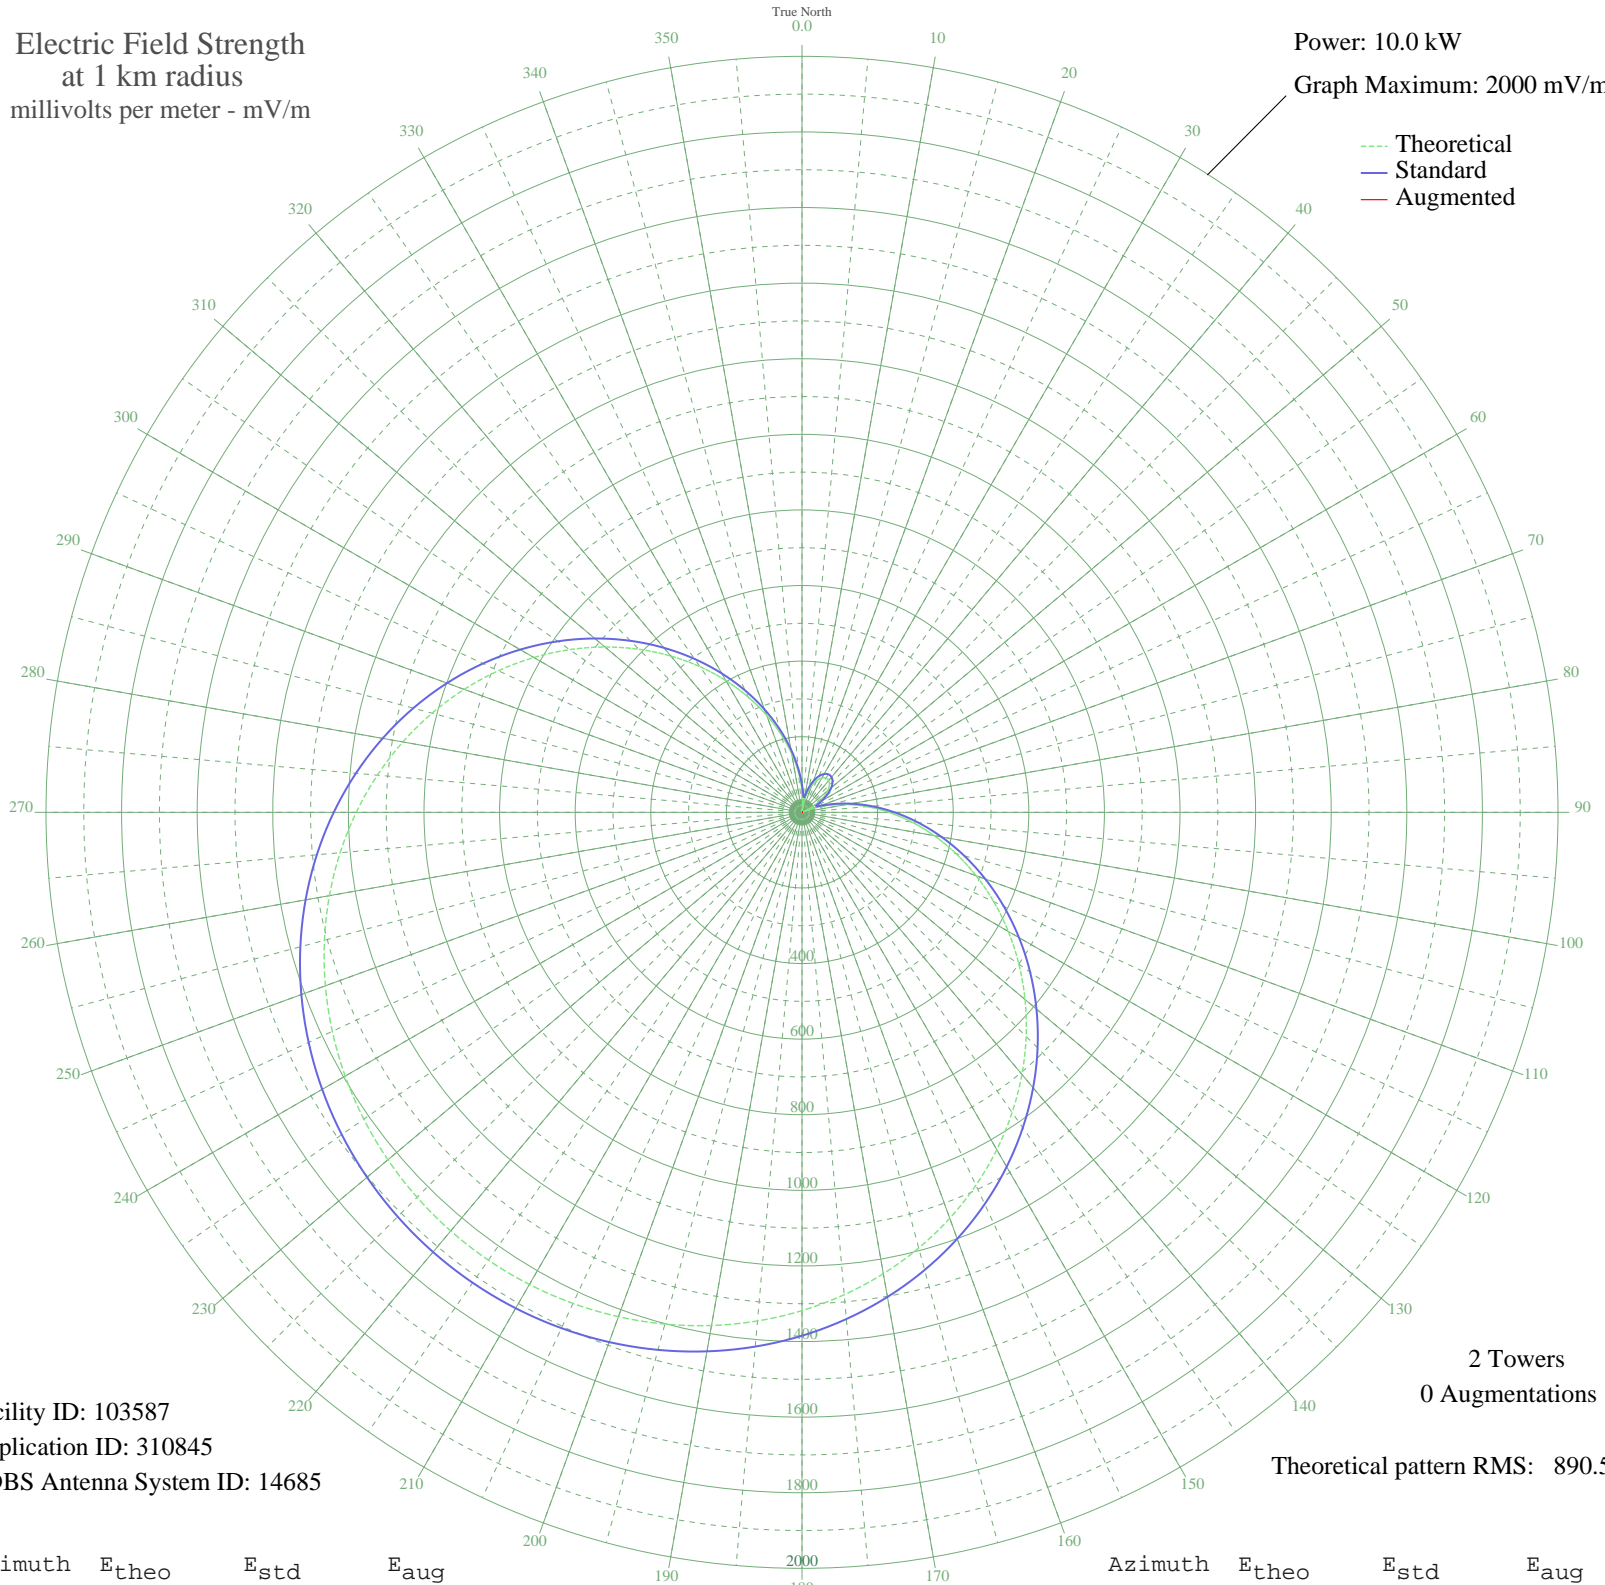 True North
Electric Field Strength
at 1 km radius
millivolts per meter - mV/m
Power: 10.0 kW
Graph Maximum: 2000 mV/m
Theoretical
Standard
Augmented
0.0
10
20
30
40
50
60
70
80
90
100
110
120
130
140
150
160
170
190
200
210
220
230
240
250
260
270
280
290
300
310
320
330
340
350
400
600
800
1000
1200
1400
1600
1800
2000
2 Towers
0 Augmentations
Theoretical pattern RMS: 890.5
cility ID: 103587
plication ID: 310845
DBS Antenna System ID: 14685
imuth Etheo Estd Eaug
Azimuth Etheo Estd Eaug